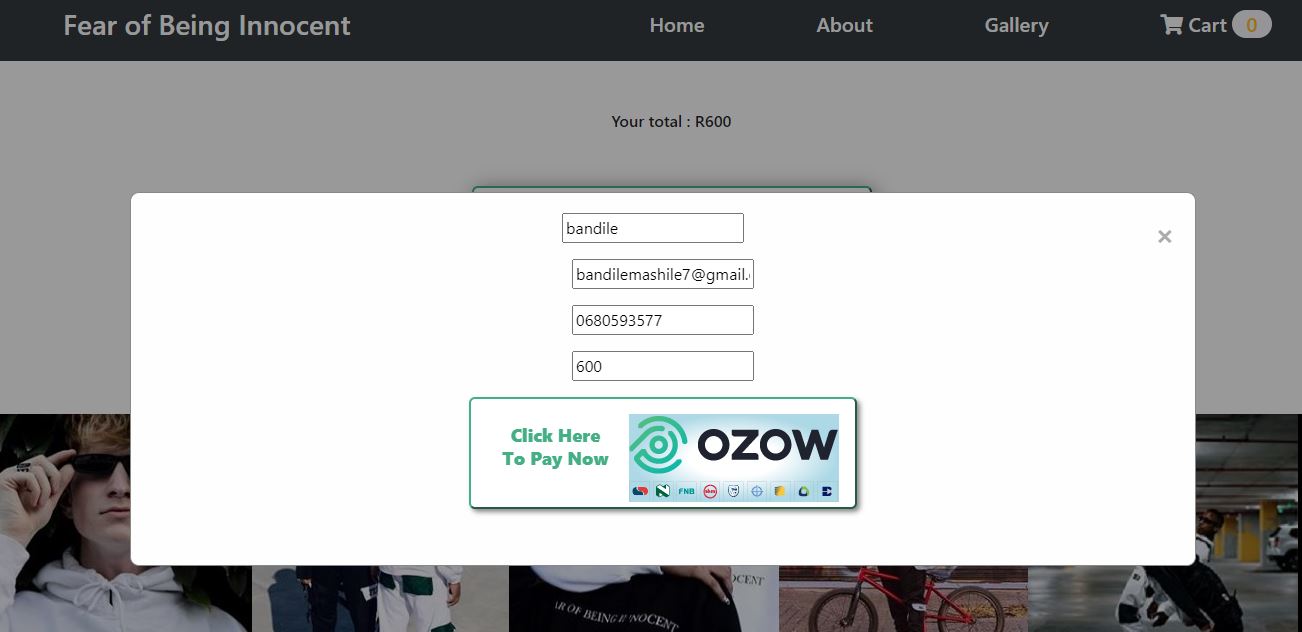 Fear of Being Innocent
Home
About
Gallery
Cart 0
Your total : R600
bandile
×
bandilemashile7@gmail.
0680593577
600
Click Here
To Pay Now
OZOW
FNB
OCENT
AR OF BEING INNOCENT